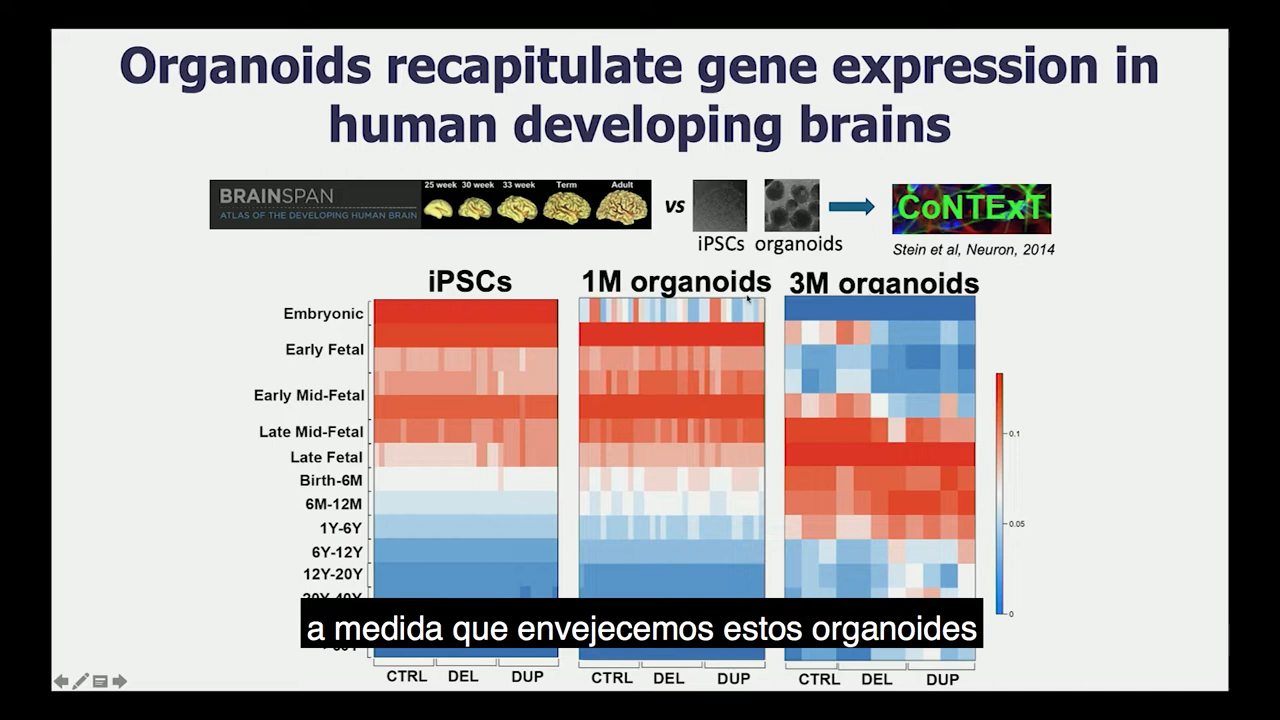 Organoids recapitulate gene expression in
human developing brains
BRAINSPAN
ATLAS OF THE DEVELOPING HUMAN BRAIN
25 week 30 week 33 week Term Adult
vs
iPSCs organoids
CoNTExT
Stein et al, Neuron, 2014
iPSCs 1M organoids 3M organoids
Embryonic
Early Fetal
Early Mid-Fetal
Late Mid-Fetal
Late Fetal
Birth-6M
6M-12M
1Y-6Y
6Y-12Y
12Y-20Y
20Y-40Y
0.1
0.05
0
a medida que envejecemos estos organoides
CTRL DEL DUP CTRL DEL DUP CTRL DEL DUP